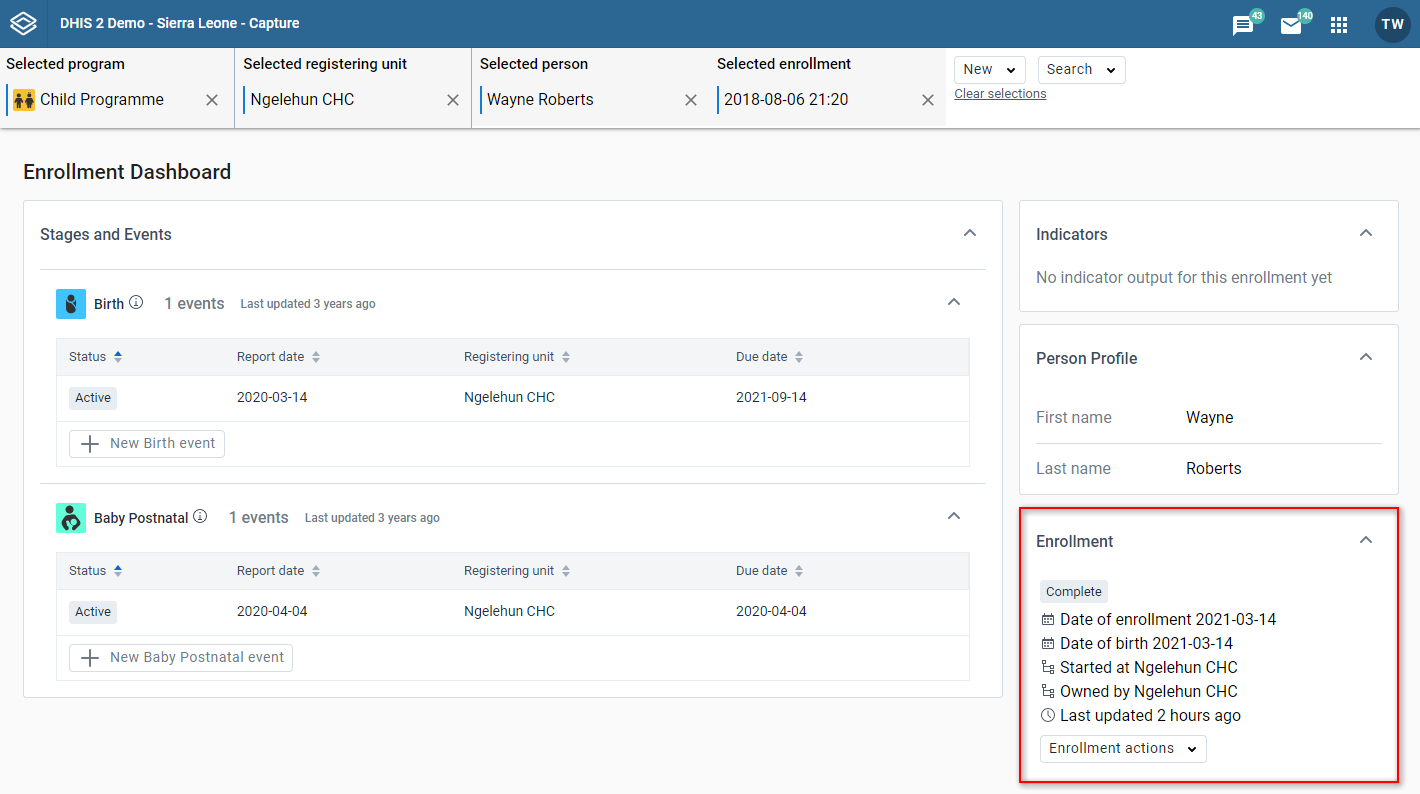 DHIS 2 Demo - Sierra Leone - Capture
43
140
TW
Selected program
Child Programme
Selected registering unit
Ngelehun CHC
Selected person
Wayne Roberts
Selected enrollment
2018-08-06 21:20
New
Search
Clear selections
Enrollment Dashboard
Stages and Events
Birth 1 events Last updated 3 years ago
Status Report date Registering unit Due date
Active 2020-03-14 Ngelehun CHC 2021-09-14
New Birth event
Baby Postnatal 1 events Last updated 3 years ago
Status Report date Registering unit Due date
Active 2020-04-04 Ngelehun CHC 2020-04-04
New Baby Postnatal event
Indicators
No indicator output for this enrollment yet
Person Profile
First name Wayne
Last name Roberts
Enrollment
Complete
Date of enrollment 2021-03-14
Date of birth 2021-03-14
Started at Ngelehun CHC
Owned by Ngelehun CHC
Last updated 2 hours ago
Enrollment actions